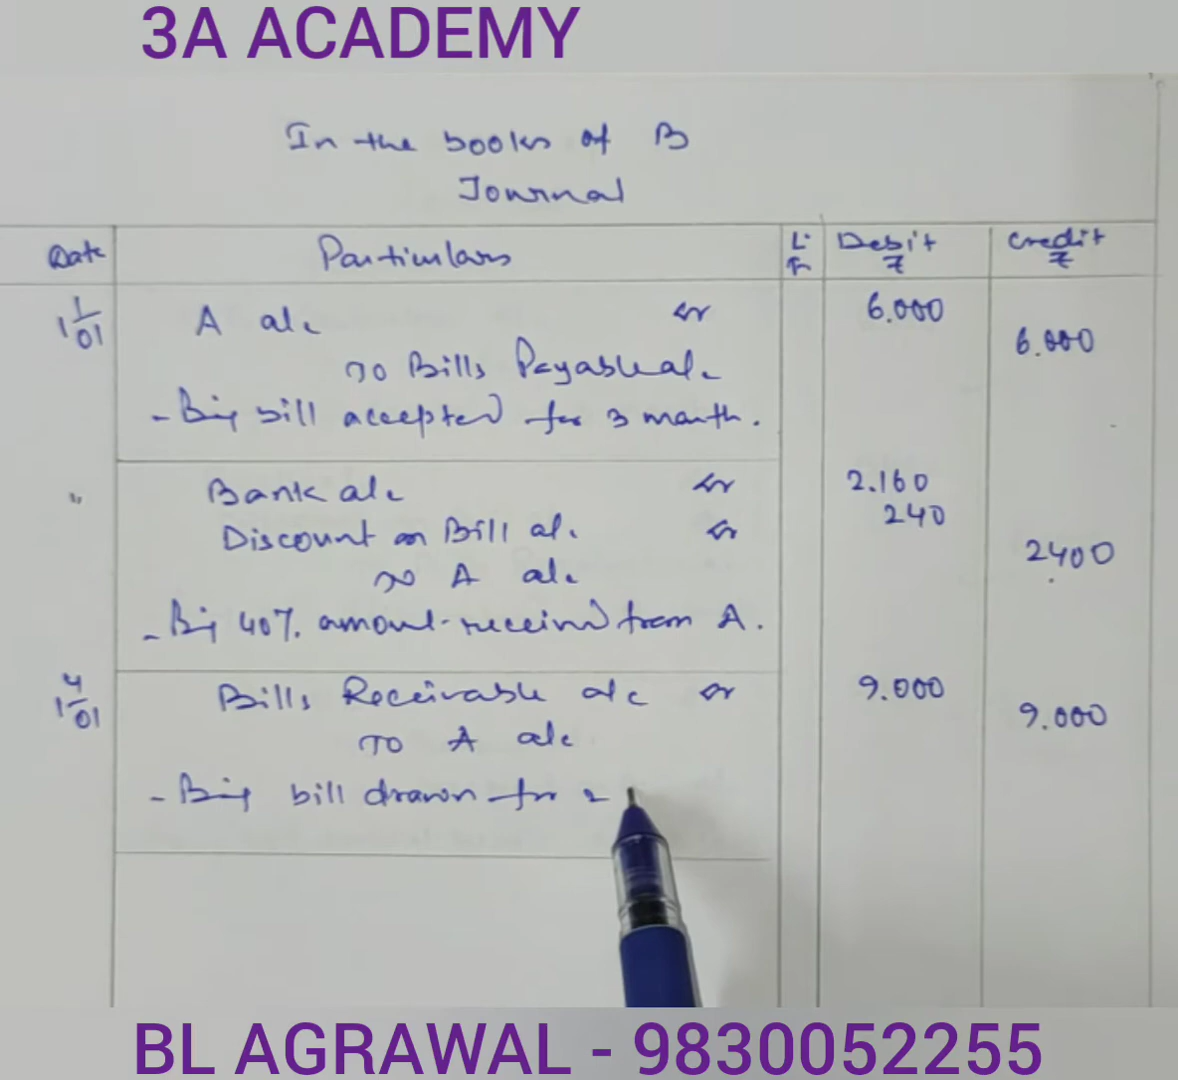 3A ACADEMY
In the books of B
Journal
Date Particulars L.F. Debit ₹ Credit ₹
1/1/01 A a/c Dr 6.000
To Bills Payable a/c 6.000
- Being bill accepted for 3 month.
" Bank a/c Dr 2.160
Discount on Bill a/c Dr 240
To A a/c 2400
- Being 40% amount received from A.
1/4/01 Bills Receivable a/c Dr 9.000
To A a/c 9.000
- Being bill drawn for 2
BL AGRAWAL - 9830052255